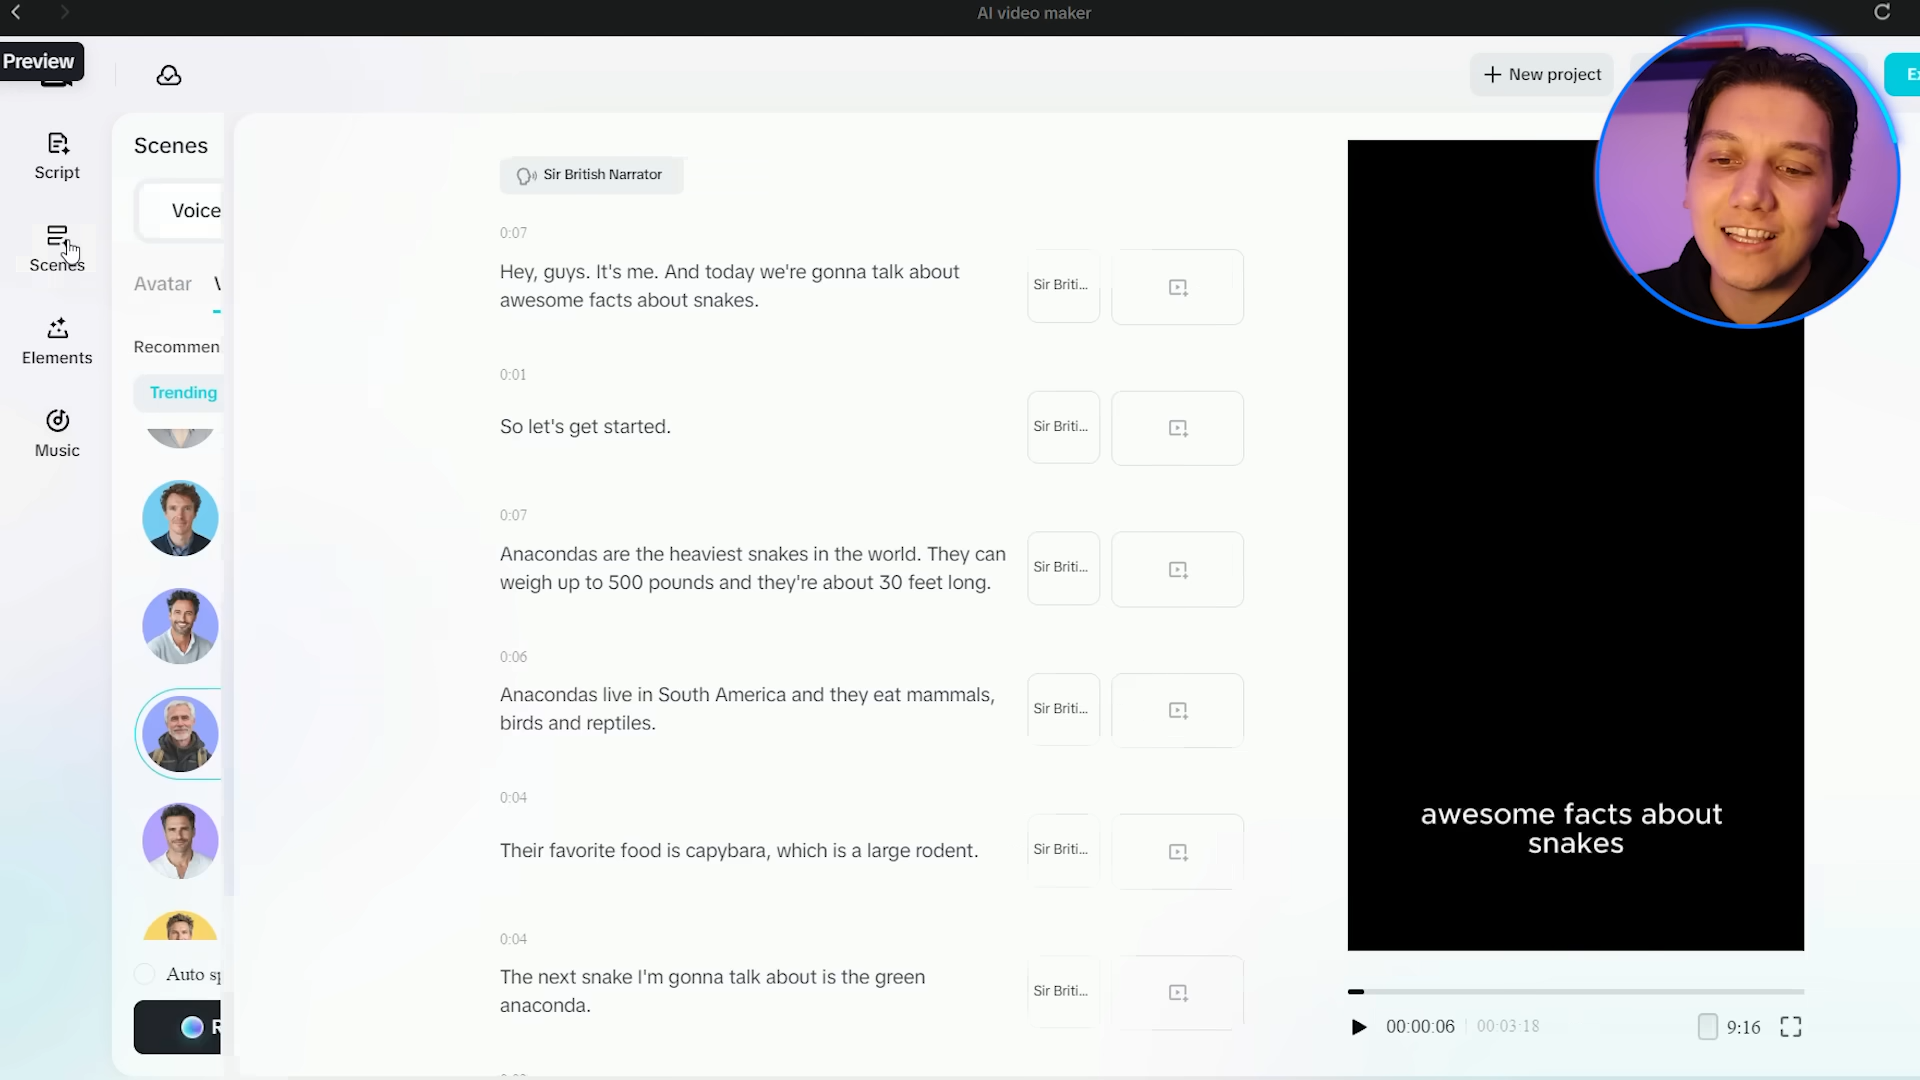 AI video maker
Preview
New project
Ex
Script
Scenes
Elements
Music
Scenes
Voice
Avatar
Recommen
Trending
Auto sp
R
Sir British Narrator
0:07
Hey, guys. It's me. And today we're gonna talk about
awesome facts about snakes.
Sir Briti...
0:01
So let's get started.
Sir Briti...
0:07
Anacondas are the heaviest snakes in the world. They can
weigh up to 500 pounds and they're about 30 feet long.
Sir Briti...
0:06
Anacondas live in South America and they eat mammals,
birds and reptiles.
Sir Briti...
0:04
Their favorite food is capybara, which is a large rodent.
Sir Briti...
0:04
The next snake I'm gonna talk about is the green
anaconda.
Sir Briti...
awesome facts about
snakes
00:00:06
00:03:18
9:16